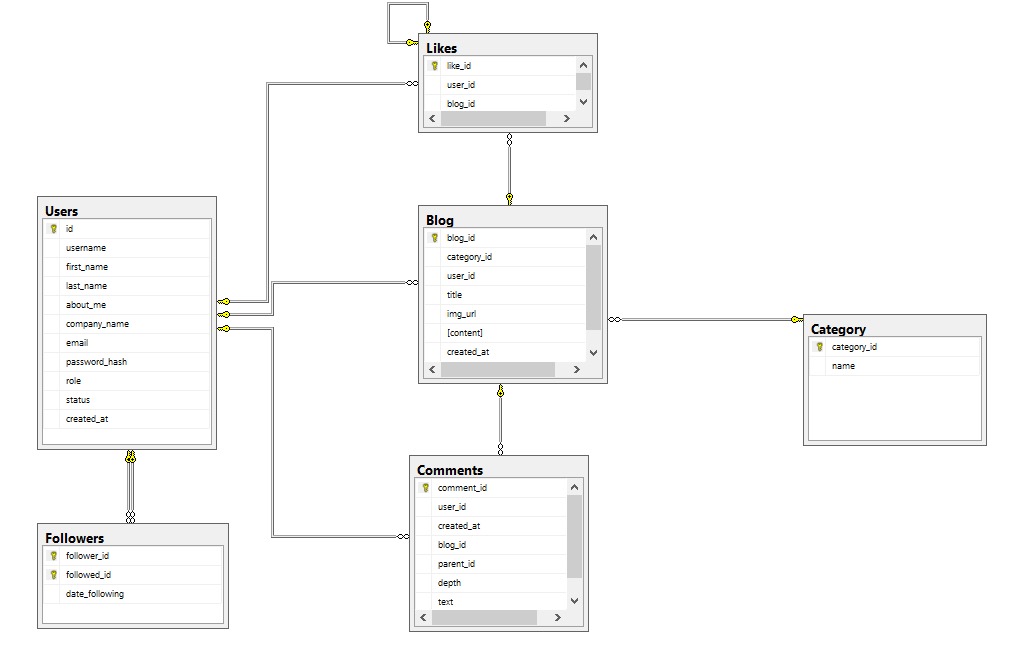 Likes
like_id
user_id
blog_id
Users
id
username
first_name
last_name
about_me
company_name
email
password_hash
role
status
created_at
Blog
blog_id
category_id
user_id
title
img_url
[content]
created_at
Category
category_id
name
Comments
comment_id
user_id
created_at
blog_id
parent_id
depth
text
Followers
follower_id
followed_id
date_following